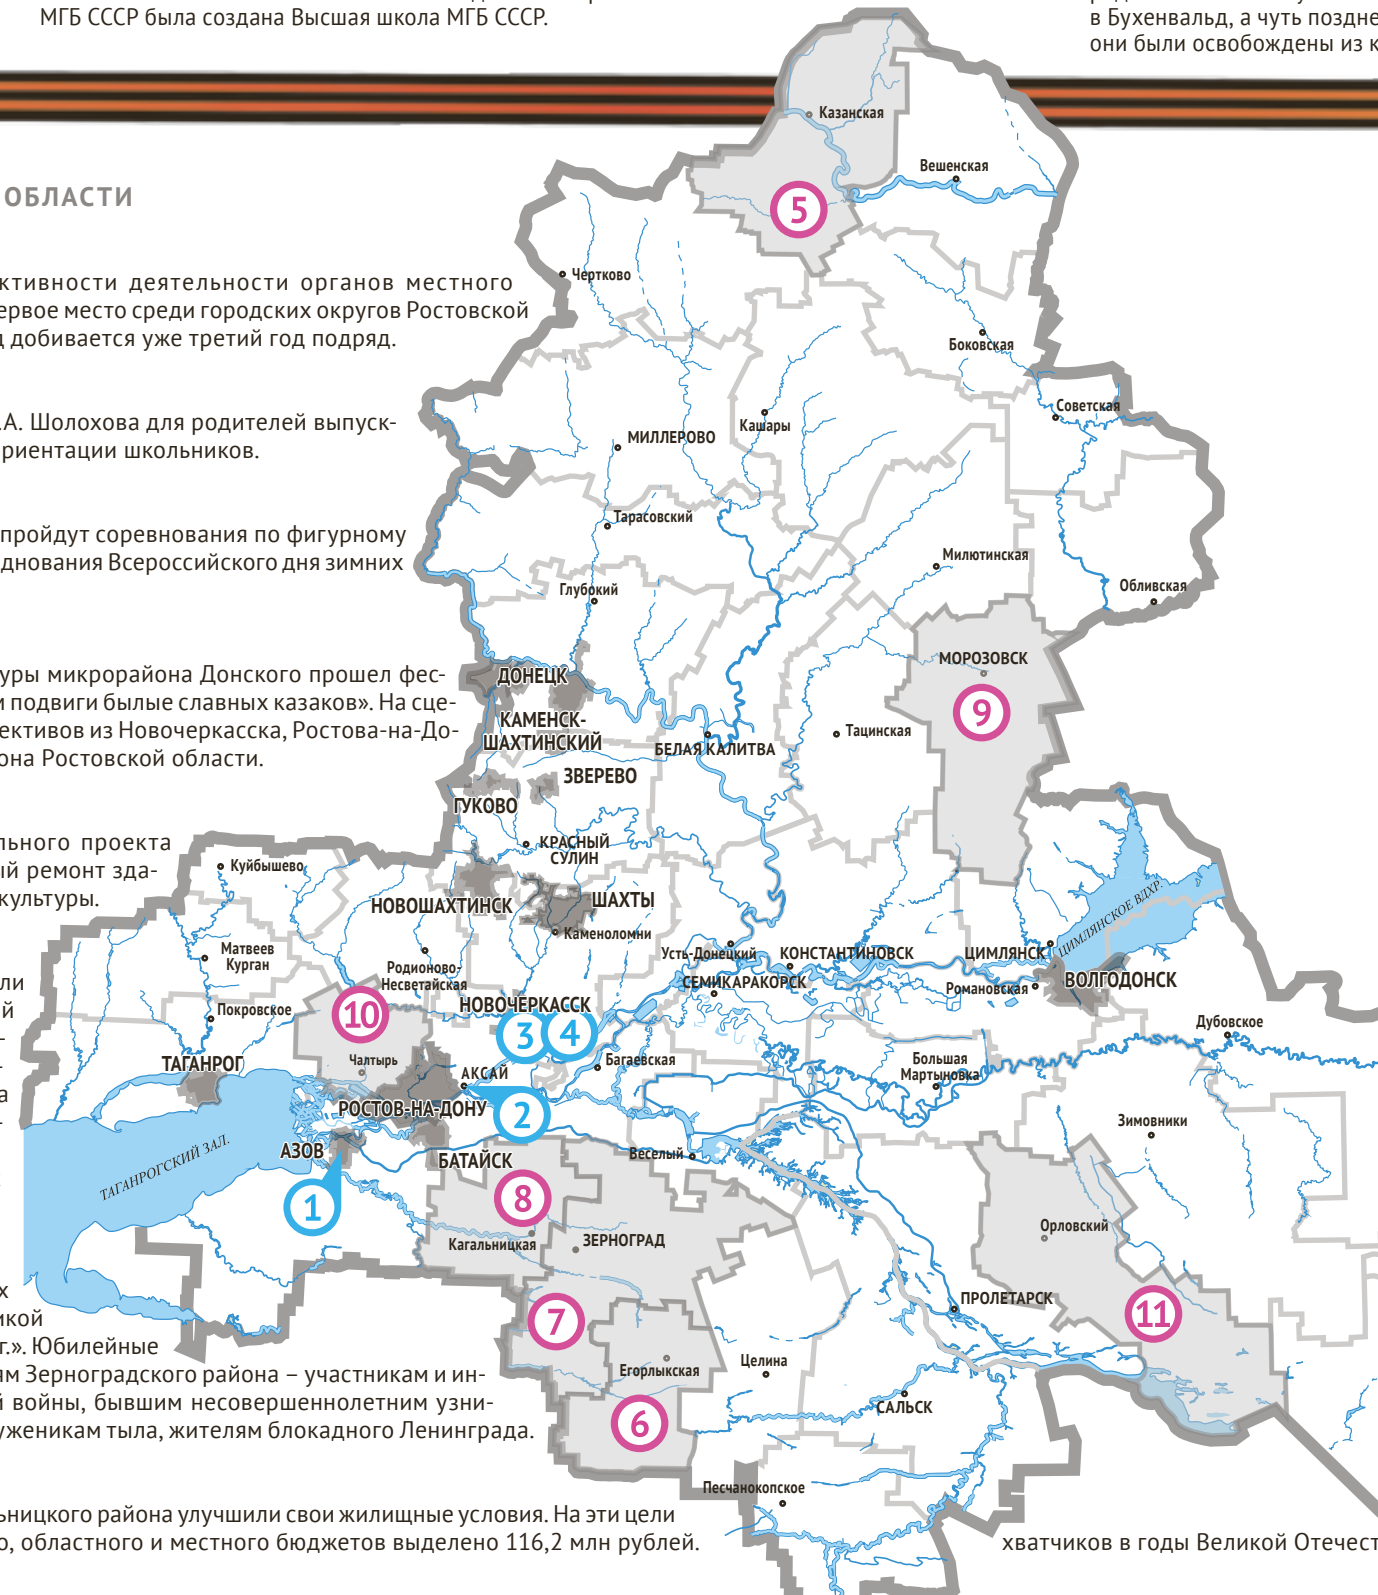 МГБ СССР была создана Высшая школа МГБ СССР.
в Бухенвальд, а чуть поздне
они были освобождены из к
ОБЛАСТИ
ктивности деятельности органов местного
ервое место среди городских округов Ростовской
д добивается уже третий год подряд.
.А. Шолохова для родителей выпуск-
риентации школьников.
пройдут соревнования по фигурному
днования Всероссийского дня зимних
уры микрорайона Донского прошел фес-
и подвиги былые славных казаков». На сце-
ективов из Новочеркасска, Ростова-на-До-
она Ростовской области.
льного проекта
ый ремонт зда-
культуры.
ли
й
-
-
а
-
х
икой
г.». Юбилейные
ям Зерноградского района – участникам и ин-
й войны, бывшим несовершеннолетним узни-
уженикам тыла, жителям блокадного Ленинграда.
ьницкого района улучшили свои жилищные условия. На эти цели
о, областного и местного бюджетов выделено 116,2 млн рублей.
хватчиков в годы Великой Отечест
Казанская
Вешенская
5
Чертково
Боковская
Советская
Кашары
МИЛЛЕРОВО
Тарасовский
Милютинская
Обливская
Глубокий
МОРОЗОВСК
9
ДОНЕЦК
КАМЕНСК-
ШАХТИНСКИЙ
БЕЛАЯ КАЛИТВА
Тацинская
ЗВЕРЕВО
ГУКОВО
КРАСНЫЙ
СУЛИН
Куйбышево
НОВОШАХТИНСК
ШАХТЫ
Каменоломни
Матвеев
Курган
Родионово-
Несветайская
Усть-Донецкий
КОНСТАНТИНОВСК
ЦИМЛЯНСК
ЦИМЛЯНСКОЕ ВДХР.
СЕМИКАРАКОРСК
Романовская
ВОЛГОДОНСК
Покровское
10
НОВОЧЕРКАССК
3
4
Дубовское
ТАГАНРОГ
Чалтырь
АКСАЙ
Багаевская
Большая
Мартыновка
РОСТОВ-НА-ДОНУ
2
Зимовники
ТАГАНРОГСКИЙ ЗАЛ.
АЗОВ
БАТАЙСК
Веселый
1
8
Кагальницкая
ЗЕРНОГРАД
Орловский
ПРОЛЕТАРСК
7
11
Егорлыкская
Целина
6
САЛЬСК
Песчанокопское